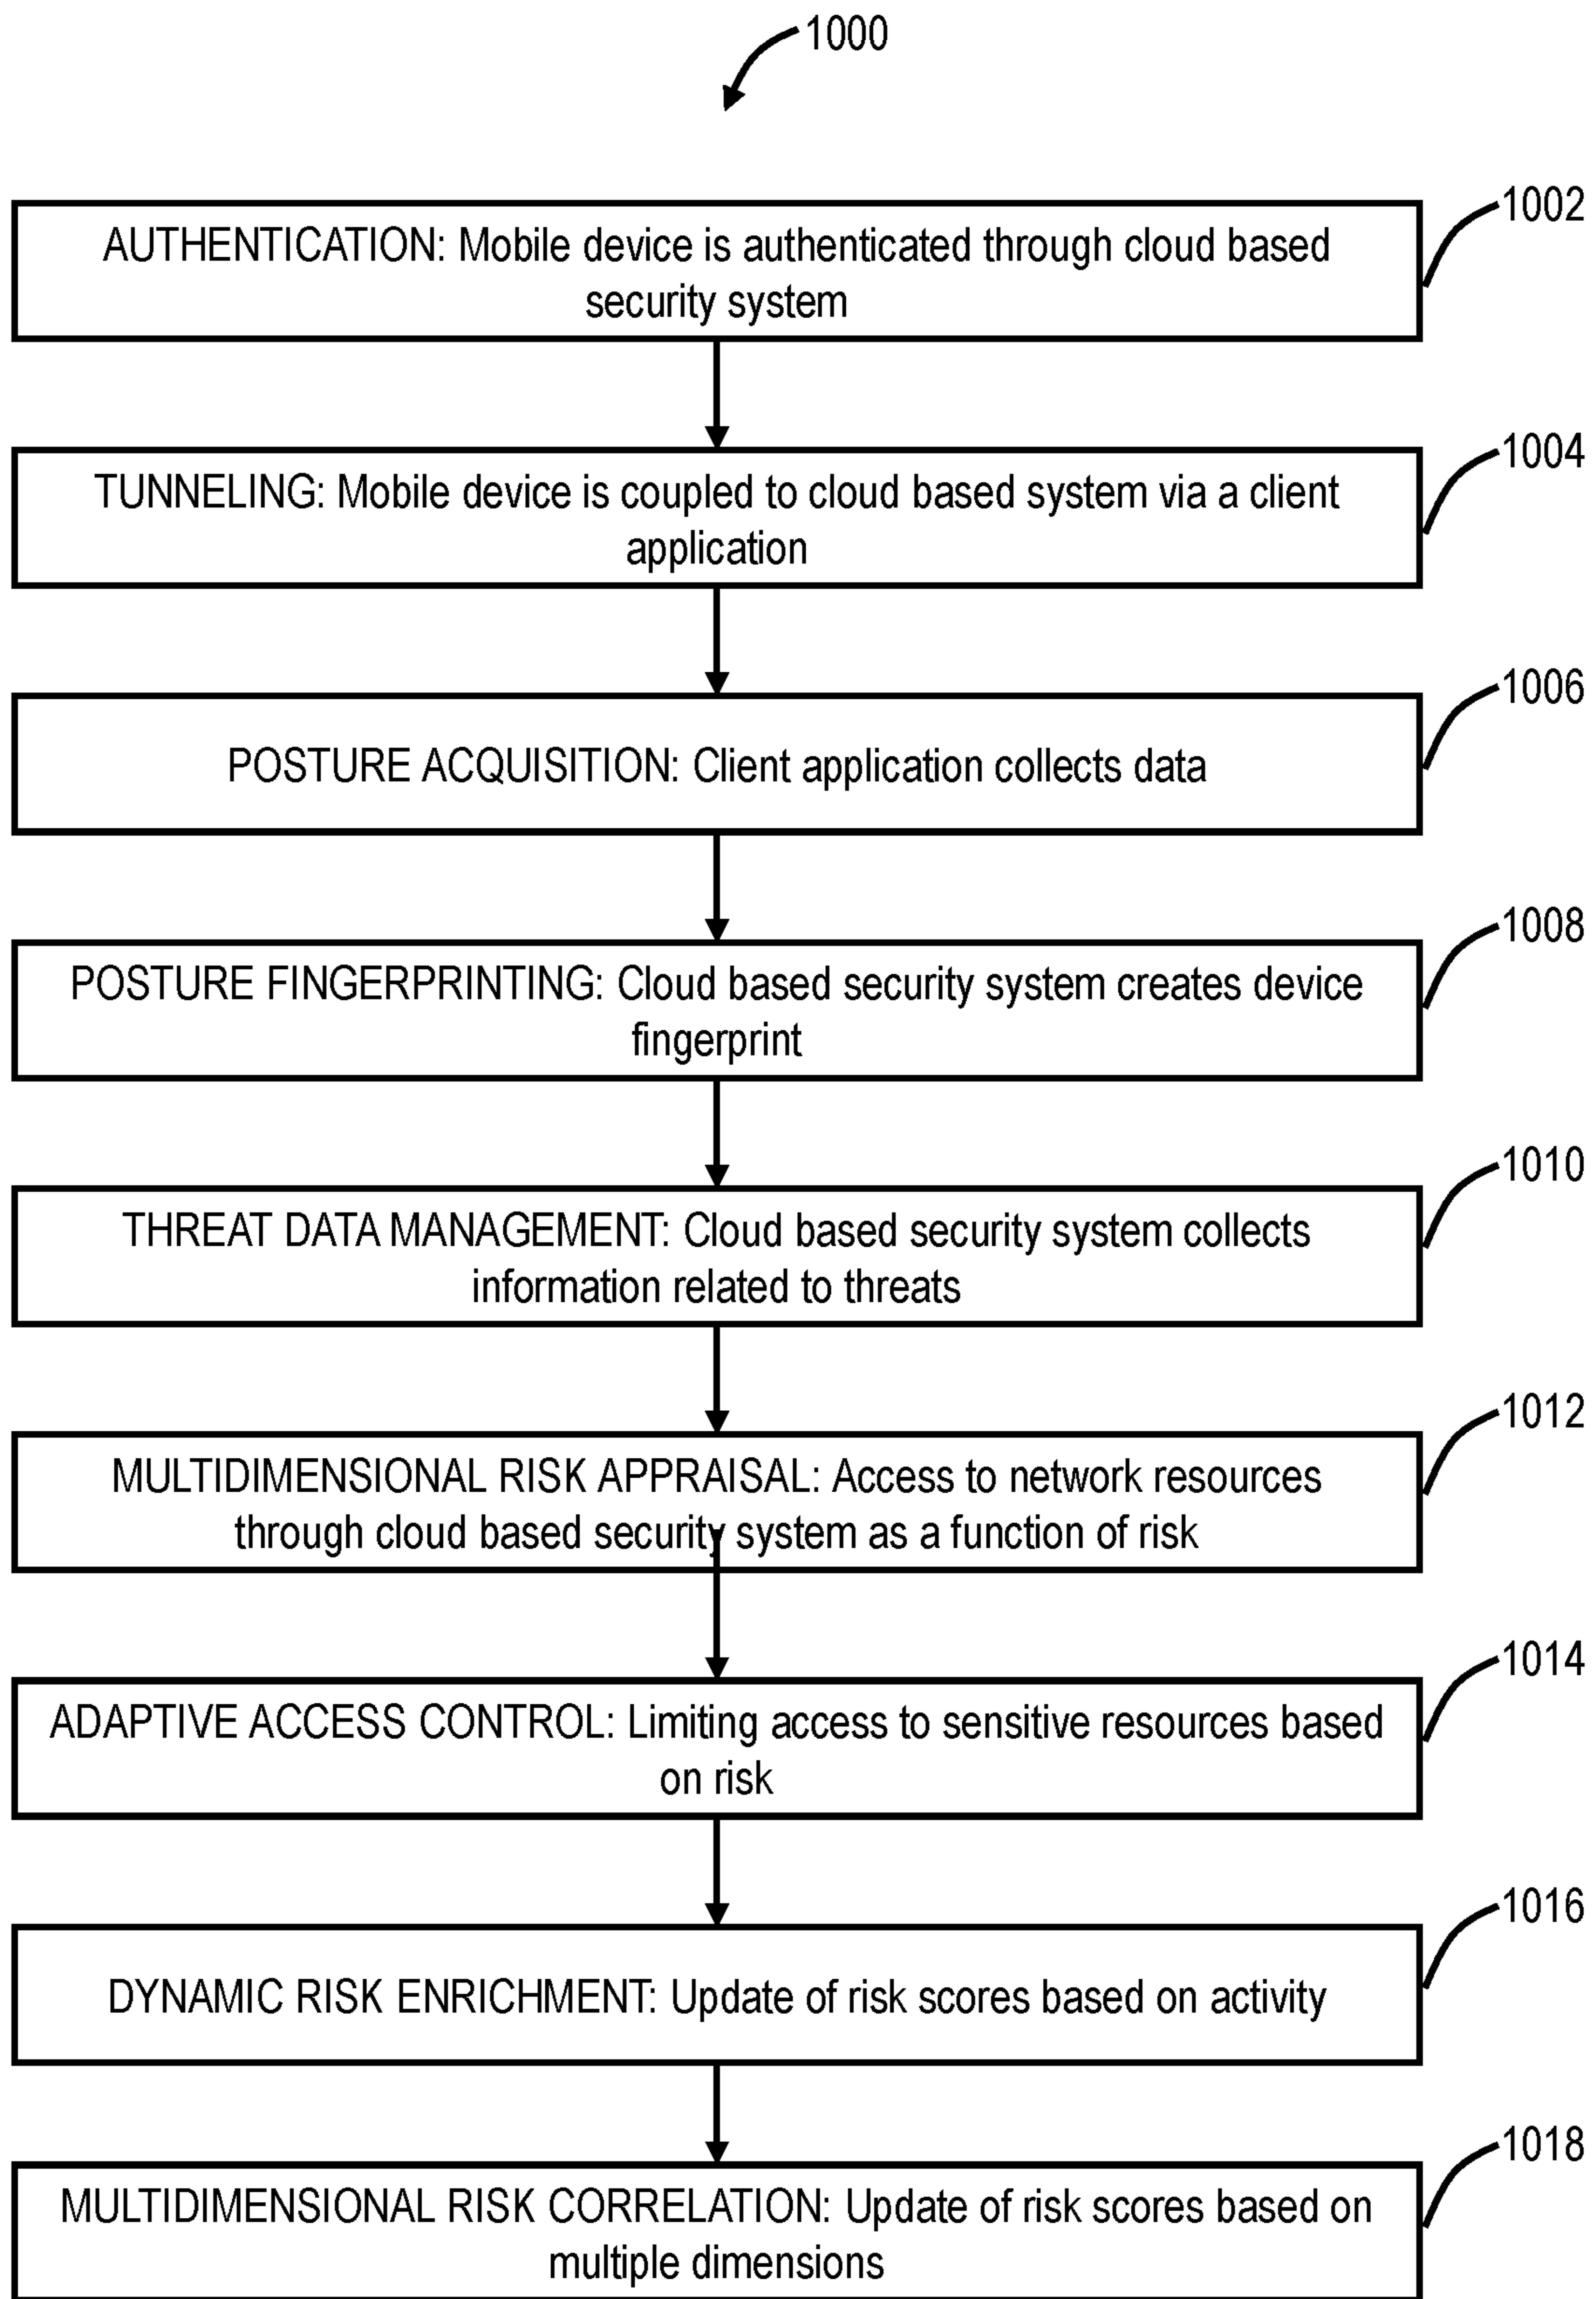 1000
1002
AUTHENTICATION: Mobile device is authenticated through cloud based
security system
1004
TUNNELING: Mobile device is coupled to cloud based system via a client
application
1006
POSTURE ACQUISITION: Client application collects data
1008
POSTURE FINGERPRINTING: Cloud based security system creates device
fingerprint
1010
THREAT DATA MANAGEMENT: Cloud based security system collects
information related to threats
1012
MULTIDIMENSIONAL RISK APPRAISAL: Access to network resources
through cloud based security system as a function of risk
1014
ADAPTIVE ACCESS CONTROL: Limiting access to sensitive resources based
on risk
1016
DYNAMIC RISK ENRICHMENT: Update of risk scores based on activity
1018
MULTIDIMENSIONAL RISK CORRELATION: Update of risk scores based on
multiple dimensions